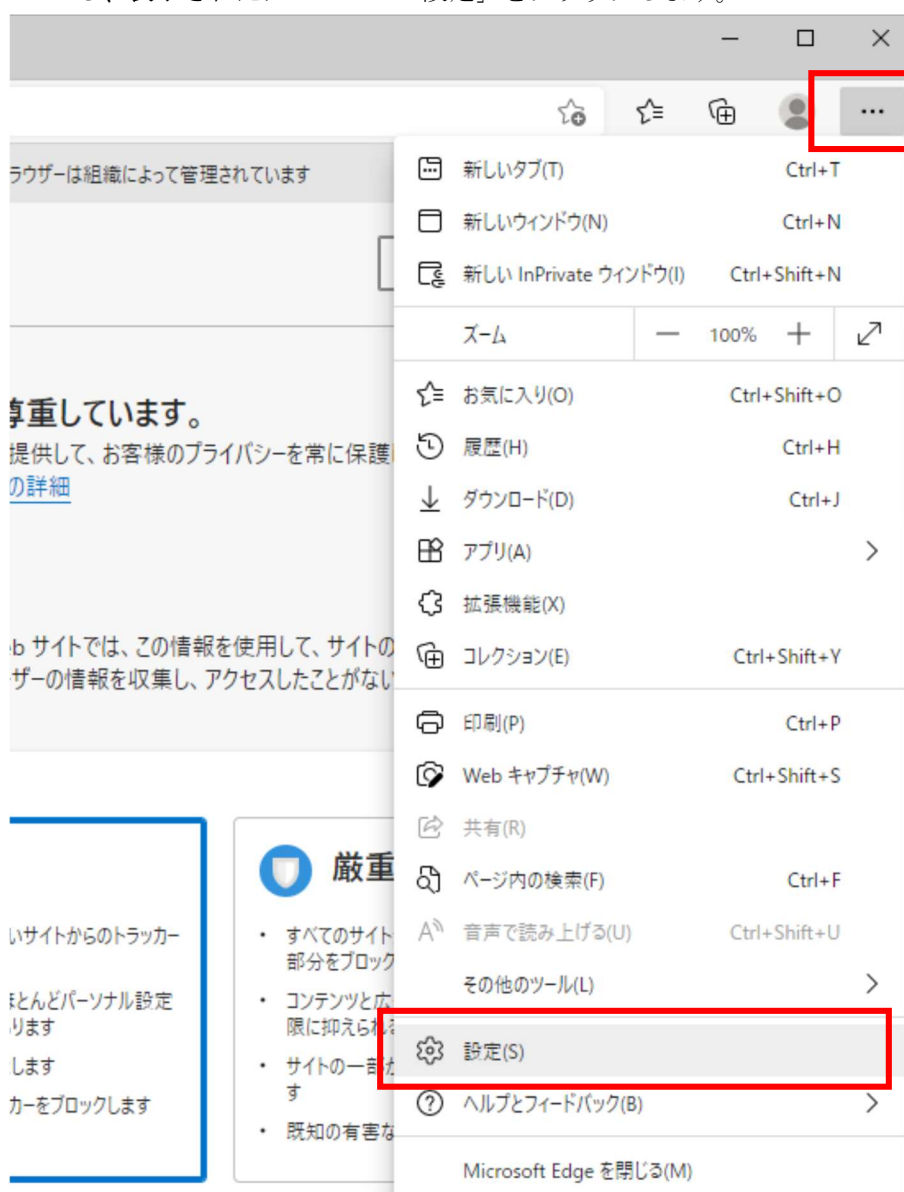 設定」をクリックします。
ラウザーは組織によって管理されています
尊重しています。
提供して、お客様のプライバシーを常に保護
の詳細
b サイトでは、この情報を使用して、サイトの
ザーの情報を収集し、アクセスしたことがない
いサイトからのトラッカー
ほとんどパーソナル設定
ります
します
カーをブロックします
厳重
・ すべてのサイト
部分をブロック
・ コンテンツと広
限に抑えられる
・ サイトの一部が
す
・ 既知の有害な
新しいタブ(T) Ctrl+T
新しいウィンドウ(N) Ctrl+N
新しい InPrivate ウィンドウ(I) Ctrl+Shift+N
ズーム — 100% +
お気に入り(O) Ctrl+Shift+O
履歴(H) Ctrl+H
ダウンロード(D) Ctrl+J
アプリ(A)
拡張機能(X)
コレクション(E) Ctrl+Shift+Y
印刷(P) Ctrl+P
Web キャプチャ(W) Ctrl+Shift+S
共有(R)
ページ内の検索(F) Ctrl+F
音声で読み上げる(U) Ctrl+Shift+U
その他のツール(L)
設定(S)
ヘルプとフィードバック(B)
Microsoft Edge を閉じる(M)